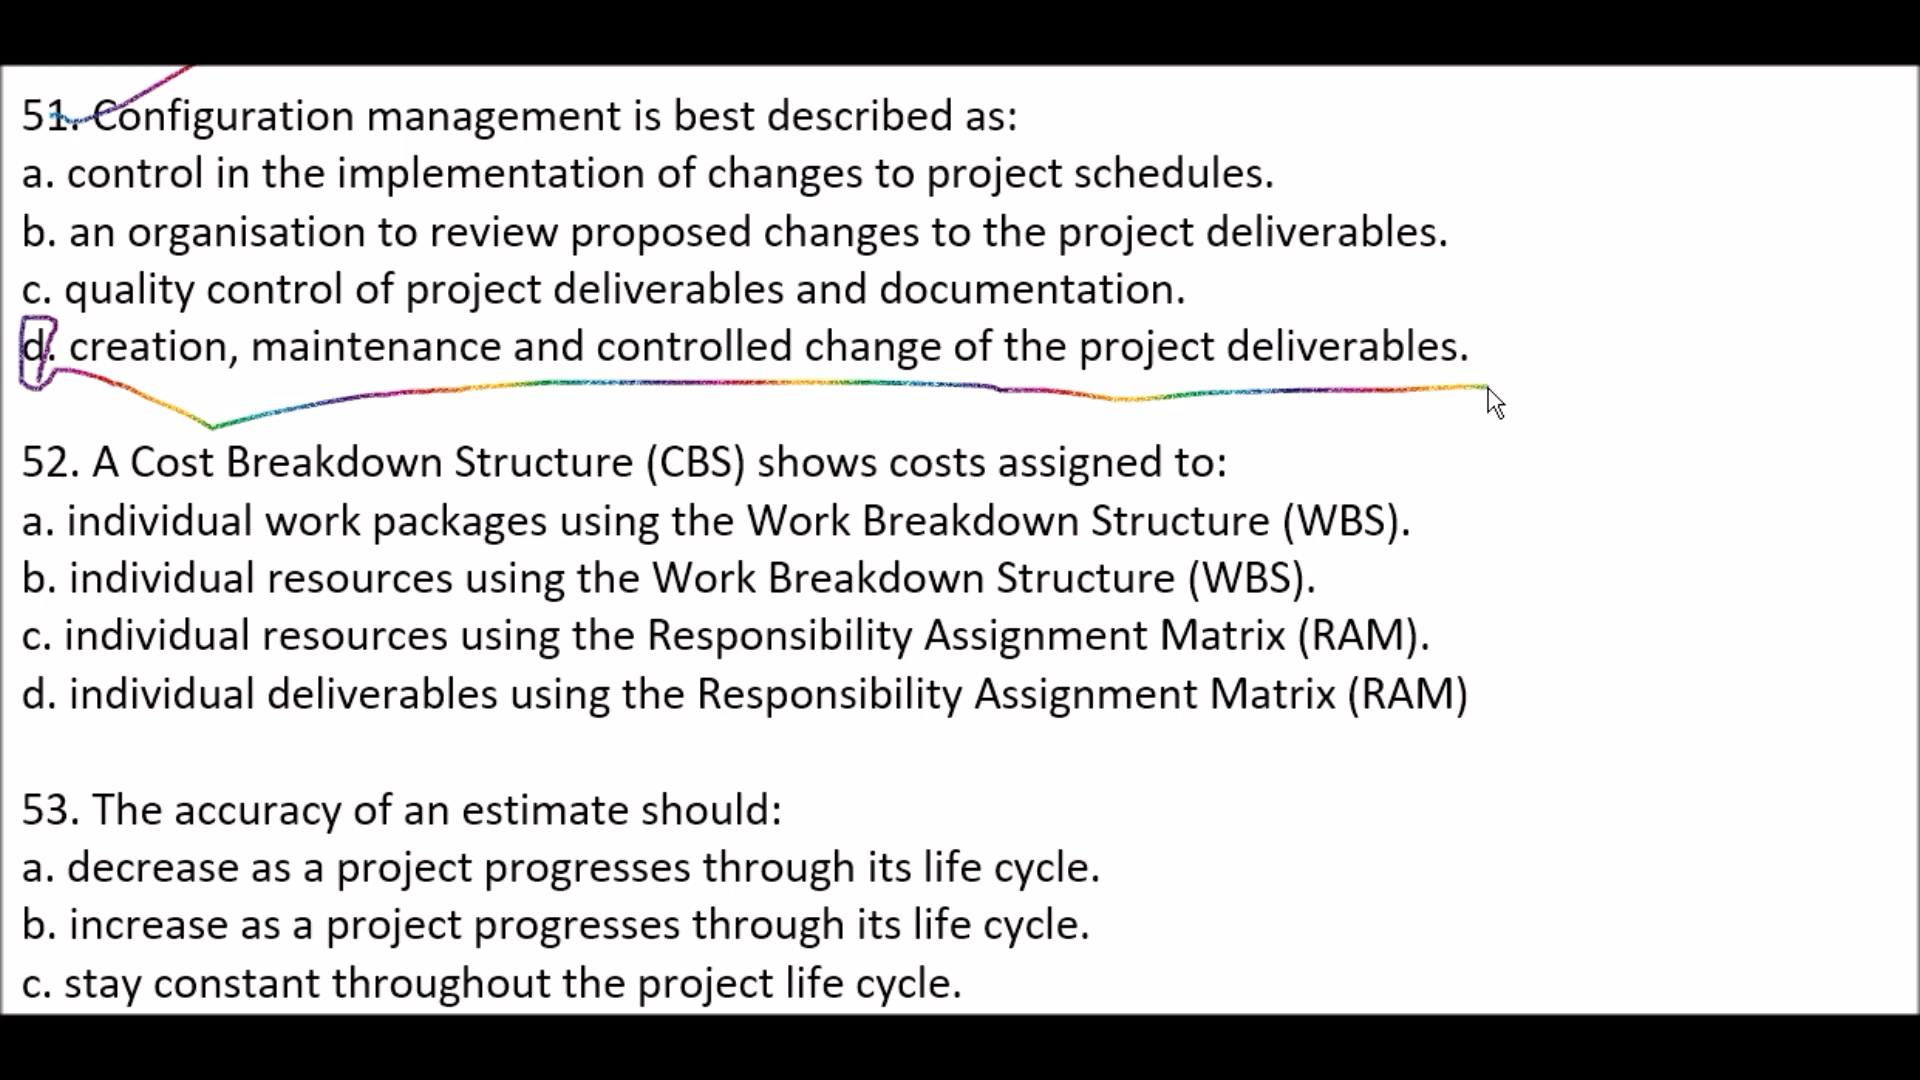 51. Configuration management is best described as:
a. control in the implementation of changes to project schedules.
b. an organisation to review proposed changes to the project deliverables.
c. quality control of project deliverables and documentation.
d. creation, maintenance and controlled change of the project deliverables.
52. A Cost Breakdown Structure (CBS) shows costs assigned to:
a. individual work packages using the Work Breakdown Structure (WBS).
b. individual resources using the Work Breakdown Structure (WBS).
c. individual resources using the Responsibility Assignment Matrix (RAM).
d. individual deliverables using the Responsibility Assignment Matrix (RAM)
53. The accuracy of an estimate should:
a. decrease as a project progresses through its life cycle.
b. increase as a project progresses through its life cycle.
c. stay constant throughout the project life cycle.